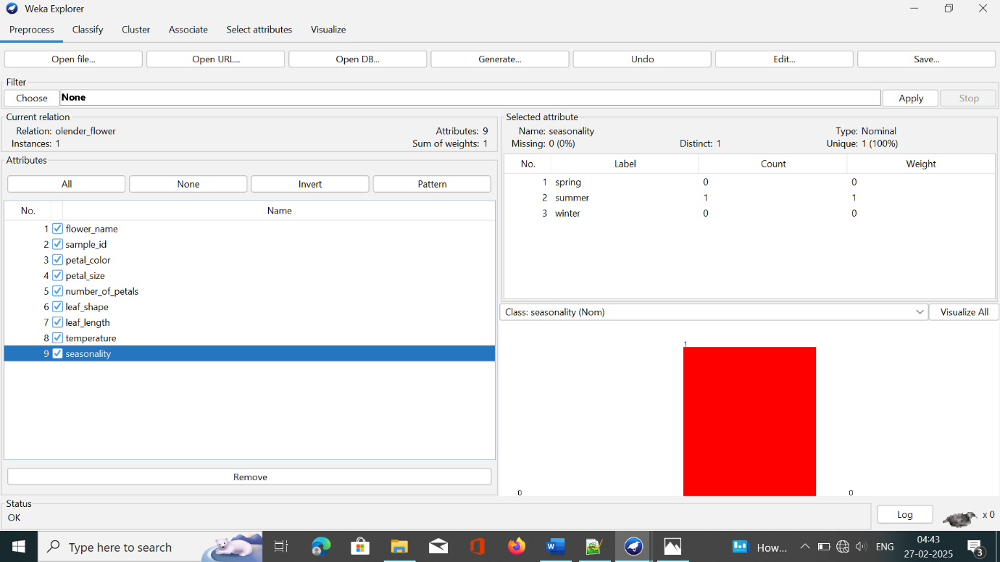 Weka Explorer
Preprocess Classify Cluster Associate Select attributes Visualize
Open file... Open URL... Open DB... Generate... Undo Edit... Save...
Filter
Choose None Apply Stop
Current relation
Relation: olender_flower Attributes: 9
Instances: 1 Sum of weights: 1
Attributes
All None Invert Pattern
No. Name
1 flower_name
2 sample_id
3 petal_color
4 petal_size
5 number_of_petals
6 leaf_shape
7 leaf_length
8 temperature
9 seasonality
Remove
Selected attribute
Name: seasonality Type: Nominal
Missing: 0 (0%) Distinct: 1 Unique: 1 (100%)
No. Label Count Weight
1 spring 0 0
2 summer 1 1
3 winter 0 0
Class: seasonality (Nom) Visualize All
1
0 0
Status
OK Log x 0
Type here to search How... ENG 04:43
27-02-2025 3